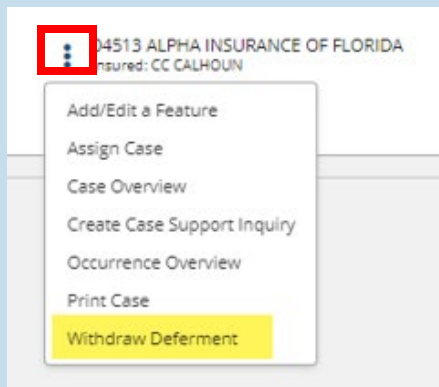 04513 ALPHA INSURANCE OF FLORIDA
nsured: CC CALHOUN
Add/Edit a Feature
Assign Case
Case Overview
Create Case Support Inquiry
Occurrence Overview
Print Case
Withdraw Deferment